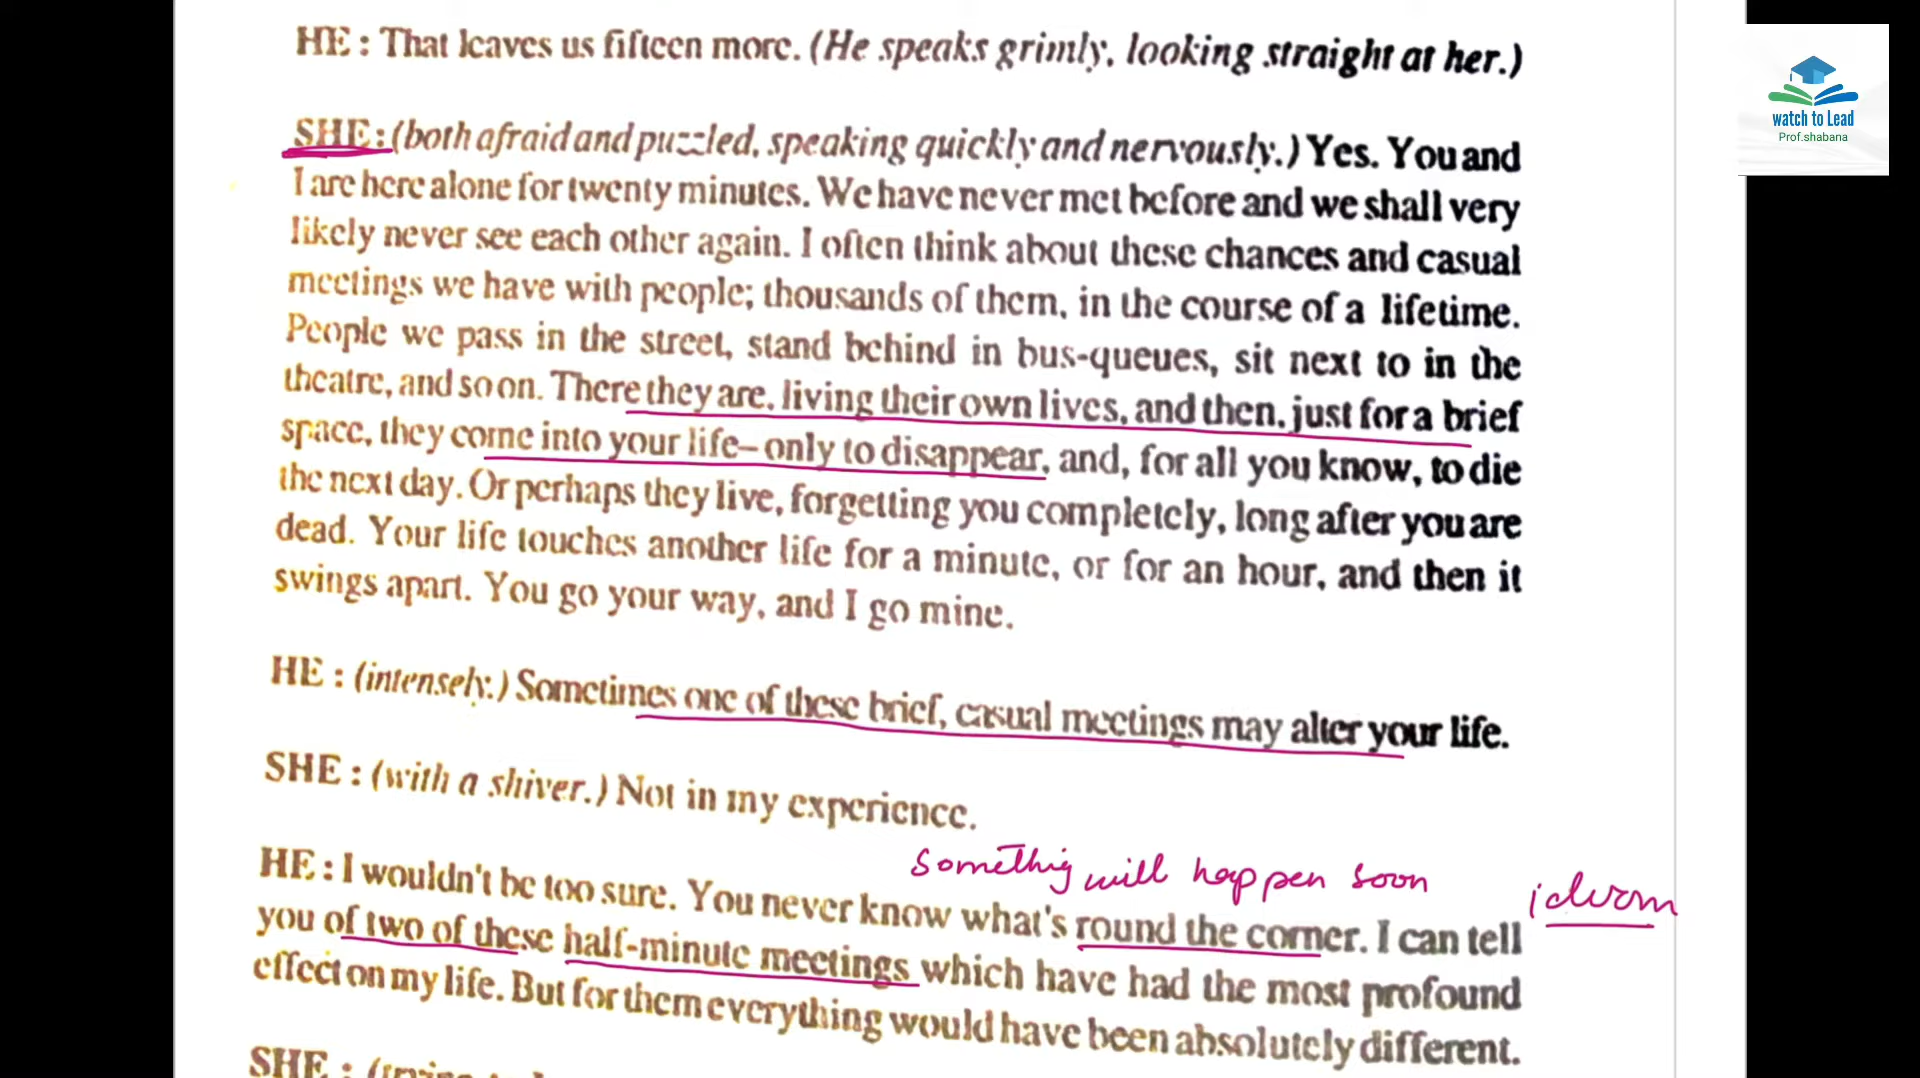 HE : That leaves us fifteen more. (He speaks grimly, looking straight at her.)
watch to Lead
Prof.shabana
SHE : (both afraid and puzzled, speaking quickly and nervously.) Yes. You and
I are here alone for twenty minutes. We have never met before and we shall very
likely never see each other again. I often think about these chances and casual
meetings we have with people; thousands of them, in the course of a lifetime.
People we pass in the street, stand behind in bus-queues, sit next to in the
theatre, and so on. There they are, living their own lives, and then, just for a brief
space, they come into your life– only to disappear, and, for all you know, to die
the next day. Or perhaps they live, forgetting you completely, long after you are
dead. Your life touches another life for a minute, or for an hour, and then it
swings apart. You go your way, and I go mine.
HE : (intensely.) Sometimes one of these brief, casual meetings may alter your life.
SHE : (with a shiver.) Not in my experience.
something will happen soon
idiom
HE : I wouldn't be too sure. You never know what's round the corner. I can tell
you of two of these half-minute meetings which have had the most profound
effect on my life. But for them everything would have been absolutely different.
SHE :